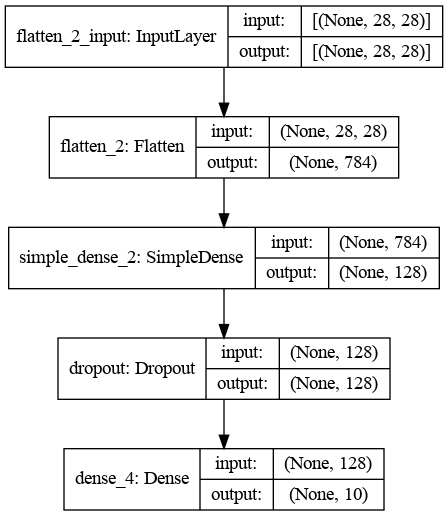 flatten_2_input: InputLayer
input:
[(None, 28, 28)]
output:
[(None, 28, 28)]
flatten_2: Flatten
input:
(None, 28, 28)
output:
(None, 784)
simple_dense_2: SimpleDense
input:
(None, 784)
output:
(None, 128)
dropout: Dropout
input:
(None, 128)
output:
(None, 128)
dense_4: Dense
input:
(None, 128)
output:
(None, 10)